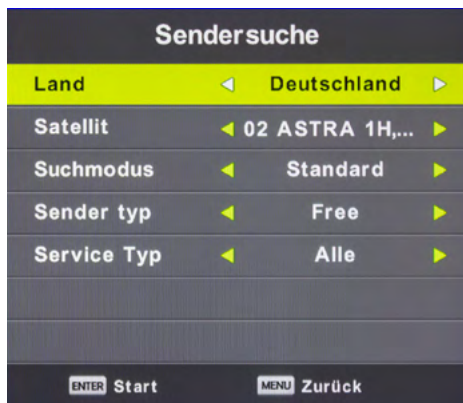 Sendersuche
Land Deutschland
Satellit 02 ASTRA 1H,...
Suchmodus Standard
Sender typ Free
Service Typ Alle
ENTER Start MENU Zurück